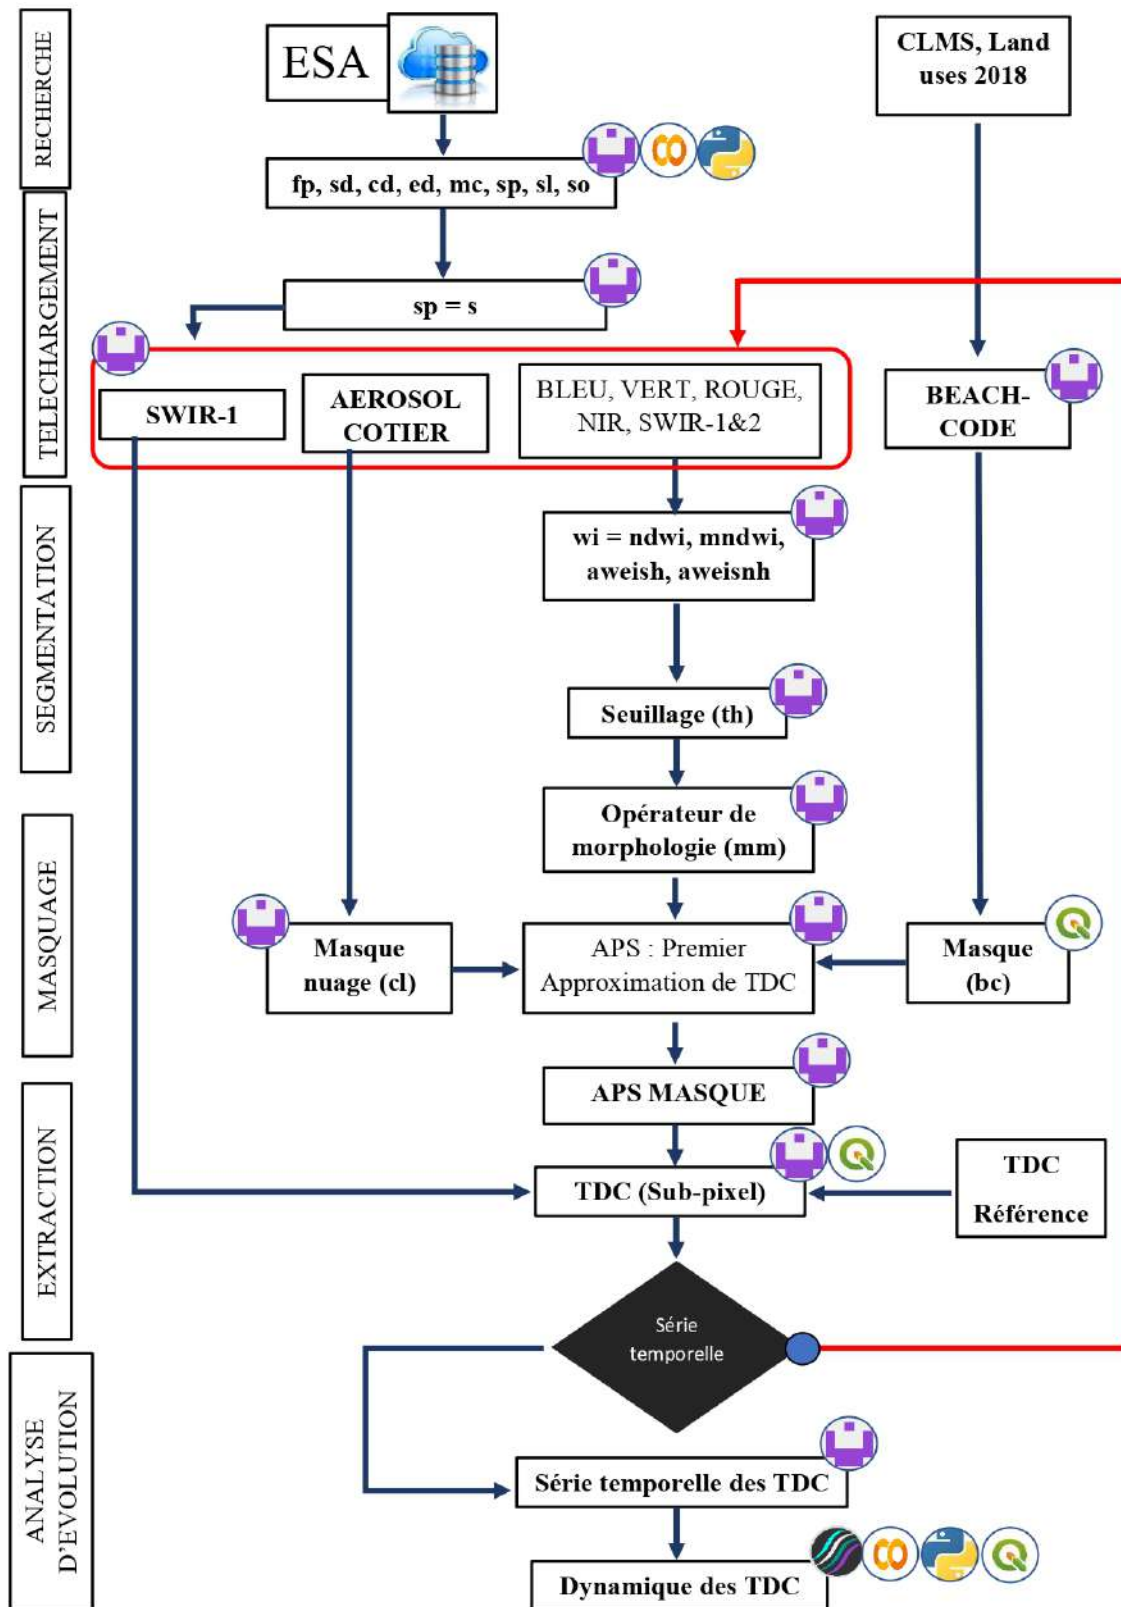 RECHERCHE
ESA
CLMS, Land
uses 2018
fp, sd, cd, ed, mc, sp, sl, so
TELECHARGEMENT
sp = s
SWIR-1
AEROSOL
COTIER
BLEU, VERT, ROUGE,
NIR, SWIR-1&2
BEACH-
CODE
SEGMENTATION
wi = ndwi, mndwi,
aweish, aweisnh
Seuillage (th)
Opérateur de
morphologie (mm)
MASQUAGE
Masque
nuage (cl)
APS : Premier
Approximation de TDC
Masque
(bc)
APS MASQUE
EXTRACTION
TDC (Sub-pixel)
TDC
Référence
Série
temporelle
ANALYSE
D'EVOLUTION
Série temporelle des TDC
Dynamique des TDC